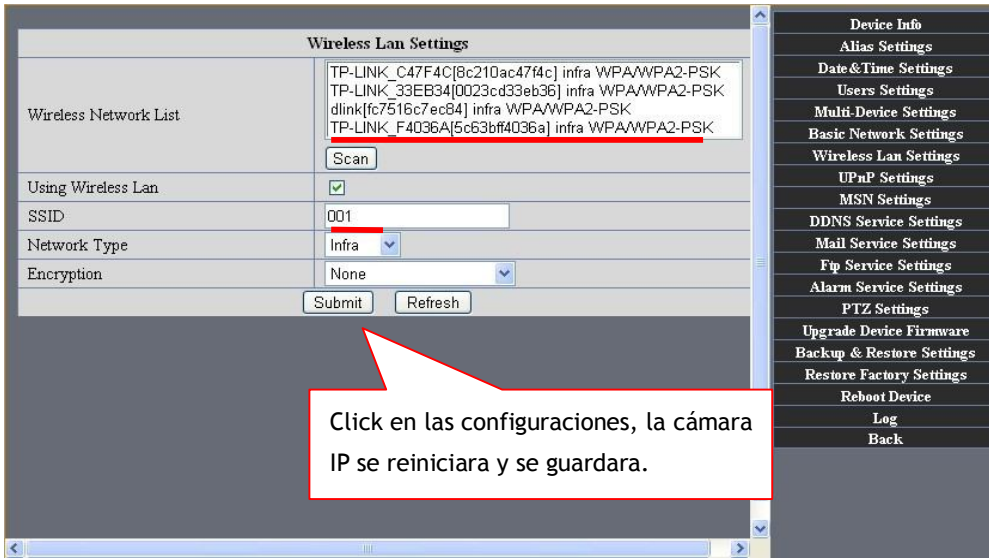 Wireless Lan Settings
Wireless Network List
TP-LINK_C47F4C[8c210ac47f4c] infra WPA/WPA2-PSK
TP-LINK_33EB34[0023cd33eb36] infra WPA/WPA2-PSK
dlink[fc7516c7ec84] infra WPA/WPA2-PSK
TP-LINK_F4036A[5c63bff4036a] infra WPA/WPA2-PSK
Scan
Using Wireless Lan
SSID
001
Network Type
Infra
Encryption
None
Submit Refresh
Click en las configuraciones, la cámara
IP se reiniciara y se guardara.
Device Info
Alias Settings
Date&Time Settings
Users Settings
Multi-Device Settings
Basic Network Settings
Wireless Lan Settings
UPnP Settings
MSN Settings
DDNS Service Settings
Mail Service Settings
Ftp Service Settings
Alarm Service Settings
PTZ Settings
Upgrade Device Firmware
Backup & Restore Settings
Restore Factory Settings
Reboot Device
Log
Back